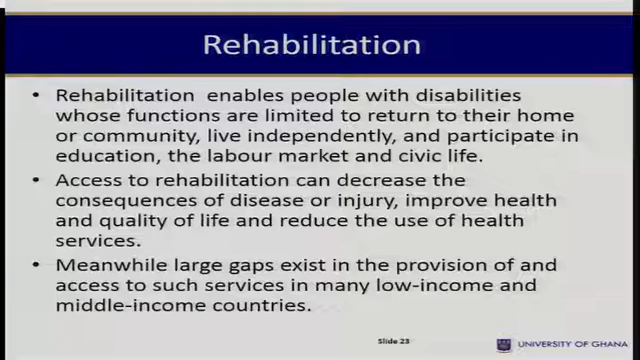 Rehabilitation
• Rehabilitation enables people with disabilities
whose functions are limited to return to their home
or community, live independently, and participate in
education, the labour market and civic life.
• Access to rehabilitation can decrease the
consequences of disease or injury, improve health
and quality of life and reduce the use of health
services.
• Meanwhile large gaps exist in the provision of and
access to such services in many low-income and
middle-income countries.
Slide 23
UNIVERSITY OF GHANA